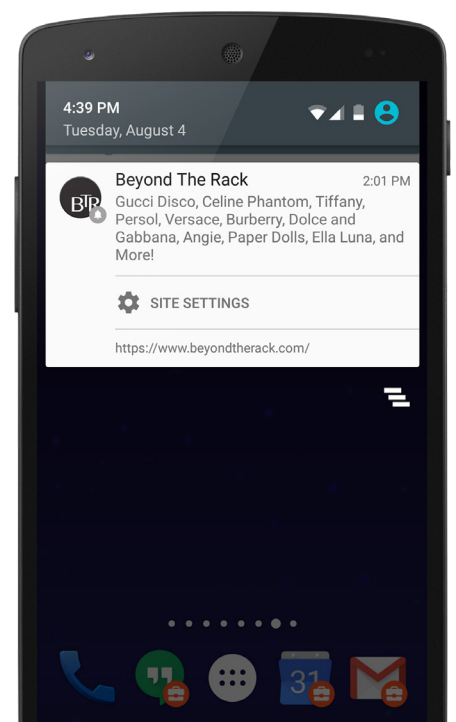 4:39 PM
Tuesday, August 4
BTR
Beyond The Rack
2:01 PM
Gucci Disco, Celine Phantom, Tiffany,
Persol, Versace, Burberry, Dolce and
Gabbana, Angie, Paper Dolls, Ella Luna, and
More!
SITE SETTINGS
https://www.beyondtherack.com/
31